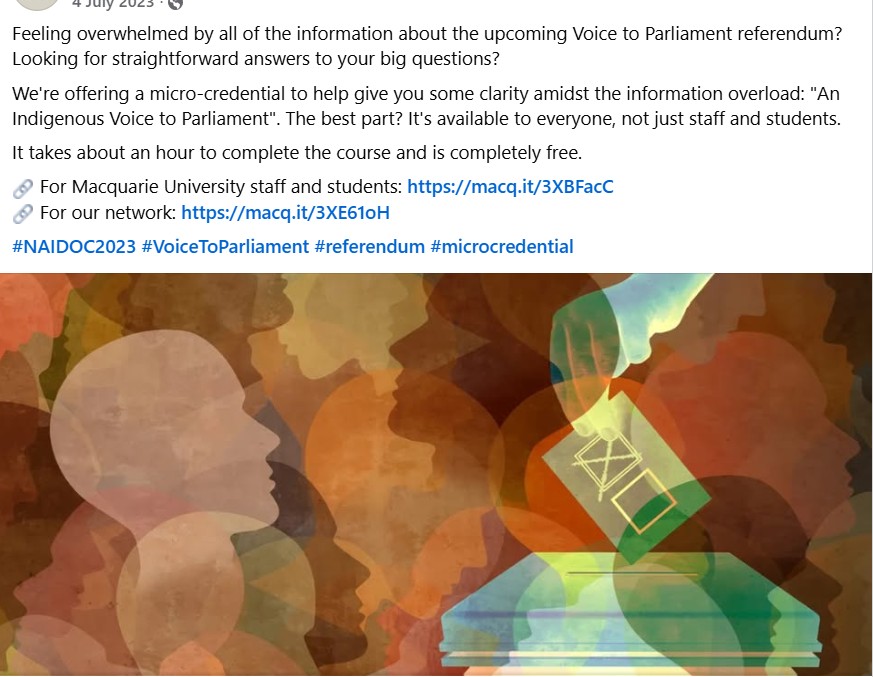 4 July 2023 ·
Feeling overwhelmed by all of the information about the upcoming Voice to Parliament referendum?
Looking for straightforward answers to your big questions?
We're offering a micro-credential to help give you some clarity amidst the information overload: "An
Indigenous Voice to Parliament". The best part? It's available to everyone, not just staff and students.
It takes about an hour to complete the course and is completely free.
🔗 For Macquarie University staff and students: https://macq.it/3XBFacC
🔗 For our network: https://macq.it/3XE61oH
#NAIDOC2023 #VoiceToParliament #referendum #microcredential